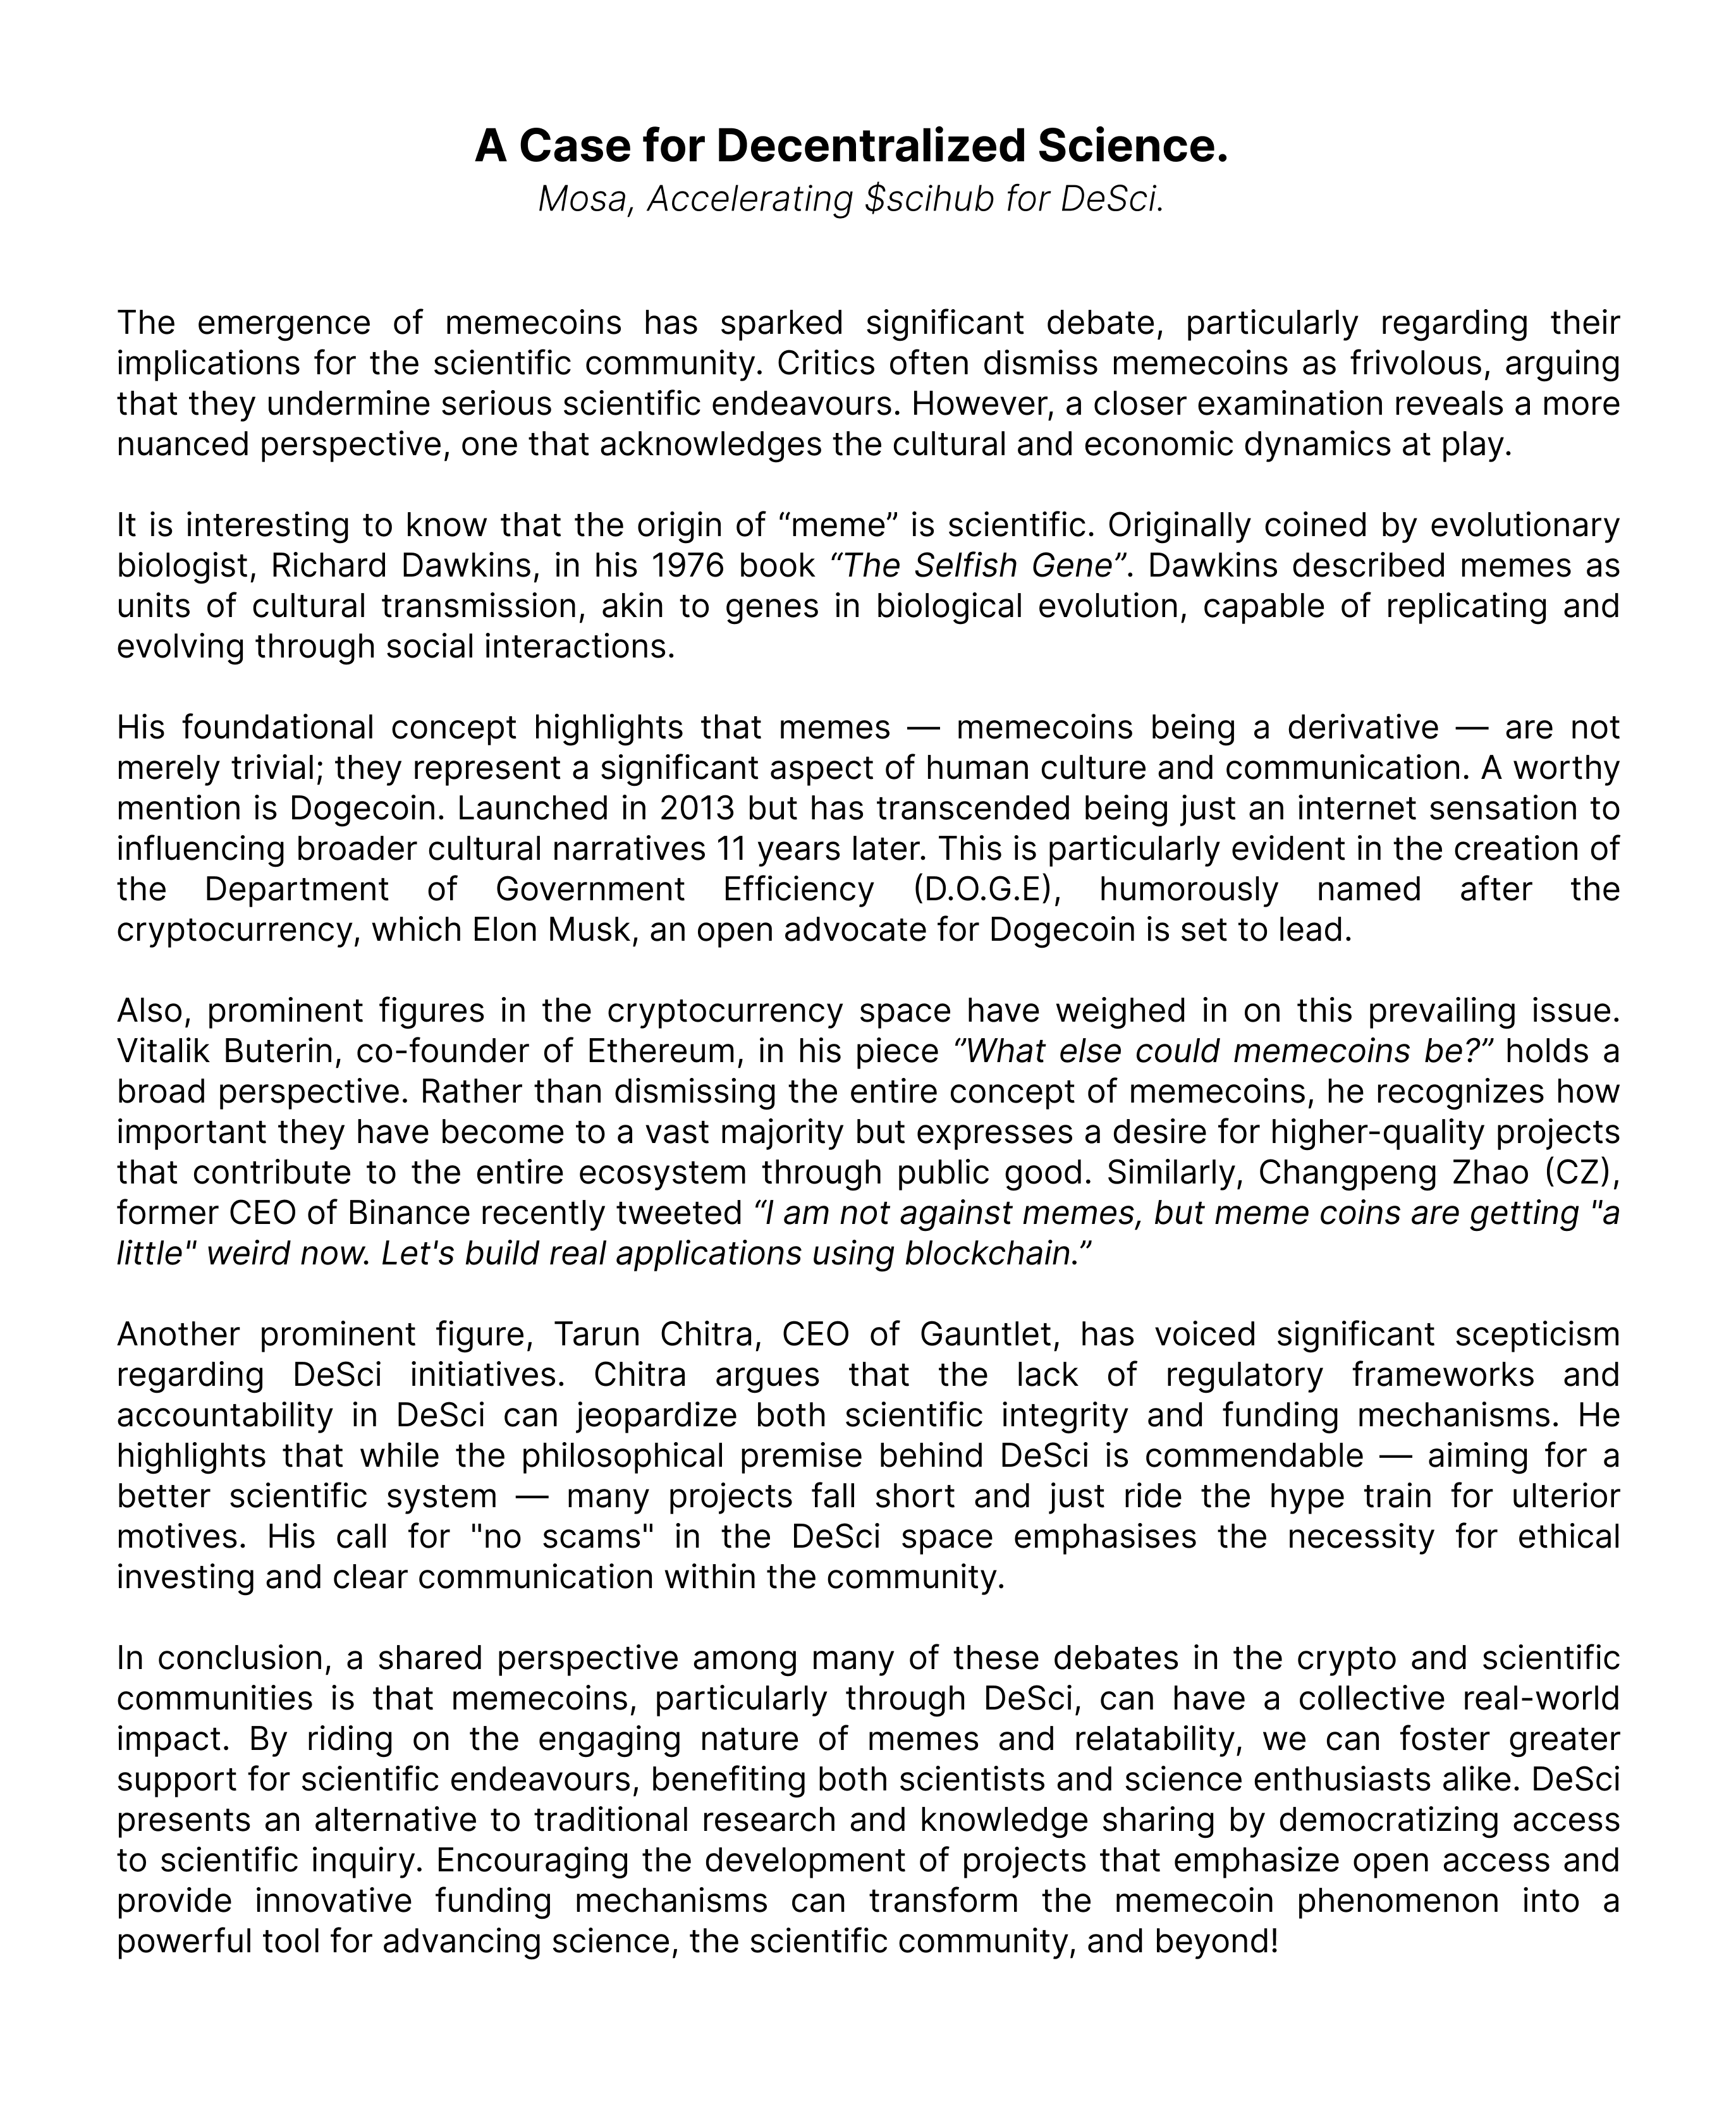 A Case for Decentralized Science.
Mosa, Accelerating $scihub for DeSci.
The emergence of memecoins has sparked significant debate, particularly regarding their
implications for the scientific community. Critics often dismiss memecoins as frivolous, arguing
that they undermine serious scientific endeavours. However, a closer examination reveals a more
nuanced perspective, one that acknowledges the cultural and economic dynamics at play.
It is interesting to know that the origin of “meme” is scientific. Originally coined by evolutionary
biologist, Richard Dawkins, in his 1976 book “The Selfish Gene”. Dawkins described memes as
units of cultural transmission, akin to genes in biological evolution, capable of replicating and
evolving through social interactions.
His foundational concept highlights that memes — memecoins being a derivative — are not
merely trivial; they represent a significant aspect of human culture and communication. A worthy
mention is Dogecoin. Launched in 2013 but has transcended being just an internet sensation to
influencing broader cultural narratives 11 years later. This is particularly evident in the creation of
the Department of Government Efficiency (D.O.G.E), humorously named after the
cryptocurrency, which Elon Musk, an open advocate for Dogecoin is set to lead.
Also, prominent figures in the cryptocurrency space have weighed in on this prevailing issue.
Vitalik Buterin, co-founder of Ethereum, in his piece “What else could memecoins be?” holds a
broad perspective. Rather than dismissing the entire concept of memecoins, he recognizes how
important they have become to a vast majority but expresses a desire for higher-quality projects
that contribute to the entire ecosystem through public good. Similarly, Changpeng Zhao (CZ),
former CEO of Binance recently tweeted “I am not against memes, but meme coins are getting "a
little" weird now. Let's build real applications using blockchain.”
Another prominent figure, Tarun Chitra, CEO of Gauntlet, has voiced significant scepticism
regarding DeSci initiatives. Chitra argues that the lack of regulatory frameworks and
accountability in DeSci can jeopardize both scientific integrity and funding mechanisms. He
highlights that while the philosophical premise behind DeSci is commendable — aiming for a
better scientific system — many projects fall short and just ride the hype train for ulterior
motives. His call for "no scams" in the DeSci space emphasises the necessity for ethical
investing and clear communication within the community.
In conclusion, a shared perspective among many of these debates in the crypto and scientific
communities is that memecoins, particularly through DeSci, can have a collective real-world
impact. By riding on the engaging nature of memes and relatability, we can foster greater
support for scientific endeavours, benefiting both scientists and science enthusiasts alike. DeSci
presents an alternative to traditional research and knowledge sharing by democratizing access
to scientific inquiry. Encouraging the development of projects that emphasize open access and
provide innovative funding mechanisms can transform the memecoin phenomenon into a
powerful tool for advancing science, the scientific community, and beyond!